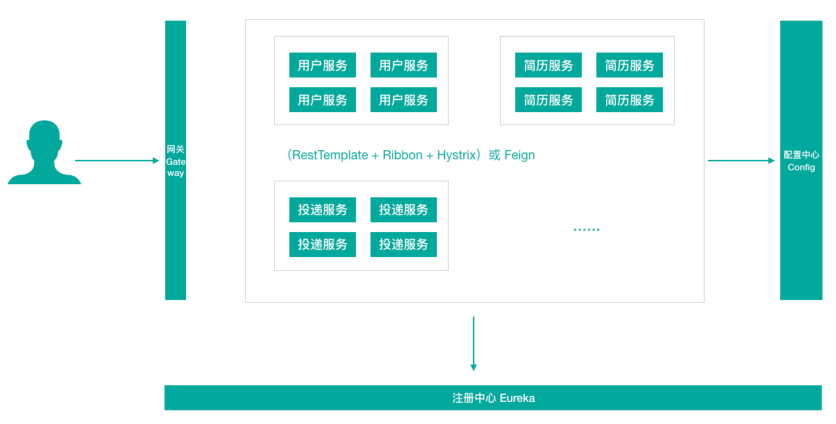 用户服务 用户服务
用户服务 用户服务
简历服务 简历服务
简历服务 简历服务
网关
Gate
way
（RestTemplate + Ribbon + Hystrix）或 Feign
配置中心
Config
投递服务 投递服务
投递服务 投递服务
......
注册中心 Eureka